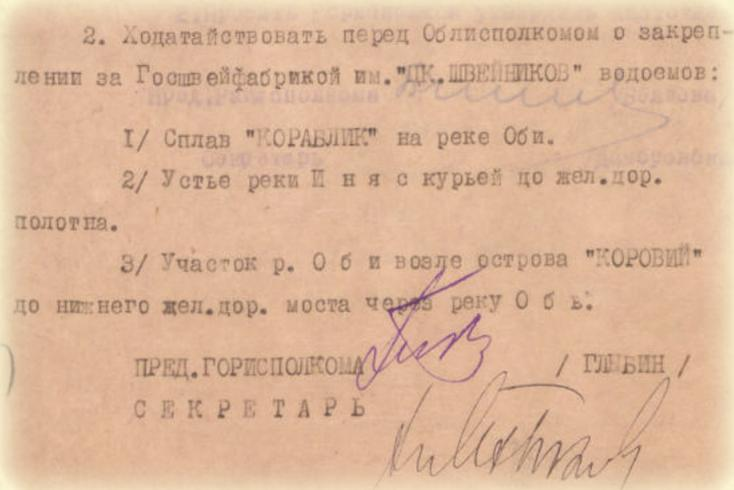 2. Ходатайствовать перед Облисполкомом о закреп-
лении за Госшвейфабрикой им."ЦК.ШВЕЙНИКОВ" водоемов:
1/ Сплав "КОРАБЛИК" на реке Оби.
2/ Устье реки И н я с курьей до жел.дор.
полотна.
3/ Участок р. О б и возле острова "КОРОВИЙ"
до нижнего жел.дор. моста через реку О б ь.
ПРЕД.ГОРИСПОЛКОМА / ГЛЫБИН /
С Е К Р Е Т А Р Ь